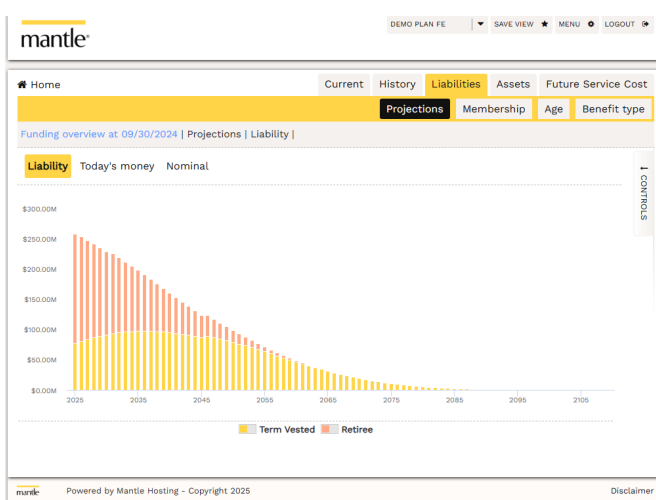 mantle
DEMO PLAN FE SAVE VIEW MENU LOGOUT
Home Current History Liabilities Assets Future Service Cost
Projections Membership Age Benefit type
Funding overview at 09/30/2024 | Projections | Liability |
Liability Today's money Nominal
CONTROLS
$300.00M
$250.00M
$200.00M
$150.00M
$100.00M
$50.00M
$0.00M
2025 2035 2045 2055 2065 2075 2085 2095 2105
Term Vested Retiree
mantle Powered by Mantle Hosting - Copyright 2025 Disclaimer